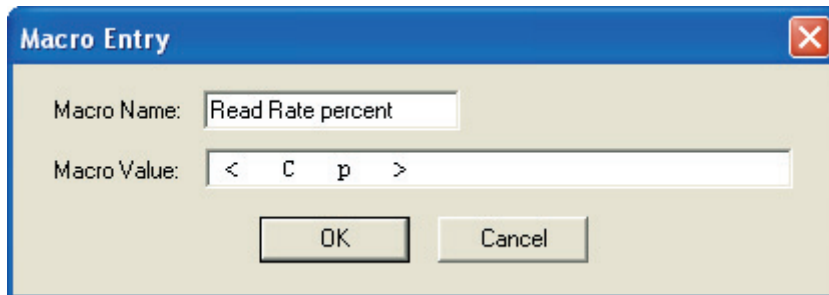 Macro Entry
Macro Name: Read Rate percent
Macro Value: < C p >
OK Cancel